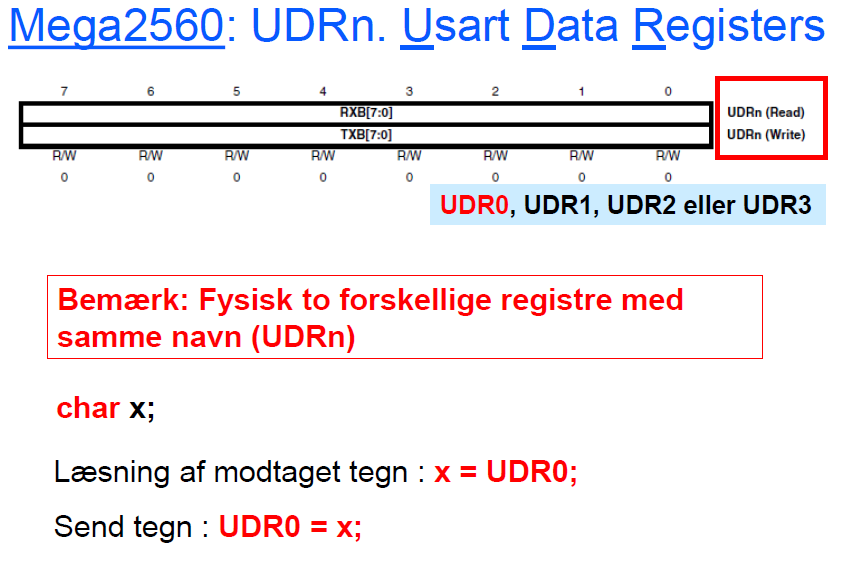 Mega2560: UDRn. Usart Data Registers
7 6 5 4 3 2 1 0
RXB[7:0] UDRn (Read)
TXB[7:0] UDRn (Write)
R/W R/W R/W R/W R/W R/W R/W R/W
0 0 0 0 0 0 0 0
UDR0, UDR1, UDR2 eller UDR3
Bemærk: Fysisk to forskellige registre med
samme navn (UDRn)
char x;
Læsning af modtaget tegn : x = UDR0;
Send tegn : UDR0 = x;